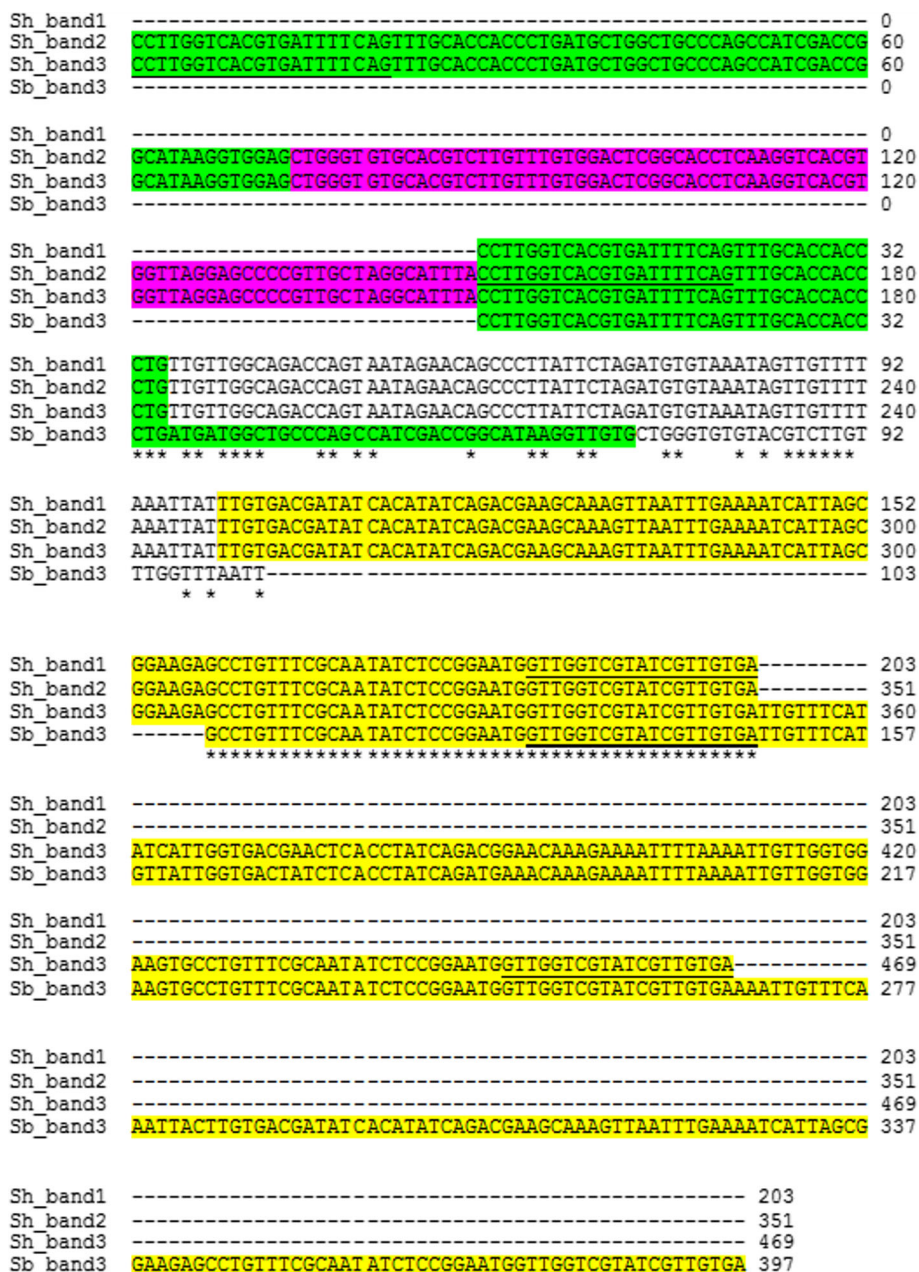 Sh_band1 ------------------------------------------------------------ 0
Sh_band2 CCTTGGTCACGTGATTTTCAGTTTGCACCACCCTGATGCTGGCTGCCCAGCCATCGACCG 60
Sh_band3 CCTTGGTCACGTGATTTTCAGTTTGCACCACCCTGATGCTGGCTGCCCAGCCATCGACCG 60
Sb_band3 ------------------------------------------------------------ 0
Sh_band1 ------------------------------------------------------------ 0
Sh_band2 GCATAAGGTGGAGCTGGGTGTGCACGTCTTGTTTGTGGACTCGGCACCTCAAGGTCACGT 120
Sh_band3 GCATAAGGTGGAGCTGGGTGTGCACGTCTTGTTTGTGGACTCGGCACCTCAAGGTCACGT 120
Sb_band3 ------------------------------------------------------------ 0
Sh_band1 ----------------------------CCTTGGTCACGTGATTTTCAGTTTGCACCACC 32
Sh_band2 GGTTAGGAGCCCCGTTGCTAGGCATTTACCTTGGTCACGTGATTTTCAGTTTGCACCACC 180
Sh_band3 GGTTAGGAGCCCCGTTGCTAGGCATTTACCTTGGTCACGTGATTTTCAGTTTGCACCACC 180
Sb_band3 ----------------------------CCTTGGTCACGTGATTTTCAGTTTGCACCACC 32
Sh_band1 CTGTTGTTGGCAGACCAGTAATAGAACAGCCCTTATTCTAGATGTGTAAATAGTTGTTTT 92
Sh_band2 CTGTTGTTGGCAGACCAGTAATAGAACAGCCCTTATTCTAGATGTGTAAATAGTTGTTTT 240
Sh_band3 CTGTTGTTGGCAGACCAGTAATAGAACAGCCCTTATTCTAGATGTGTAAATAGTTGTTTT 240
Sb_band3 CTGATGATGGCTGCCCAGCCATCGACCGGCATAAGGTTGTGCTGGGTGTGTACGTCTTGT 92
*** ** ****    ** **       *    **  **     **    * * ******
Sh_band1 AAATTATTTGTGACGATATCACATATCAGACGAAGCAAAGTTAATTTGAAAATCATTAGC 152
Sh_band2 AAATTATTTGTGACGATATCACATATCAGACGAAGCAAAGTTAATTTGAAAATCATTAGC 300
Sh_band3 AAATTATTTGTGACGATATCACATATCAGACGAAGCAAAGTTAATTTGAAAATCATTAGC 300
Sb_band3 TTGGTTTAATT------------------------------------------------- 103
* *   *
Sh_band1 GGAAGAGCCTGTTTCGCAATATCTCCGGAATGGTTGGTCGTATCGTTGTGA--------- 203
Sh_band2 GGAAGAGCCTGTTTCGCAATATCTCCGGAATGGTTGGTCGTATCGTTGTGA--------- 351
Sh_band3 GGAAGAGCCTGTTTCGCAATATCTCCGGAATGGTTGGTCGTATCGTTGTGATTGTTTCAT 360
Sb_band3 ------GCCTGTTTCGCAATATCTCCGGAATGGTTGGTCGTATCGTTGTGATTGTTTCAT 157
*********************************************
Sh_band1 ------------------------------------------------------------ 203
Sh_band2 ------------------------------------------------------------ 351
Sh_band3 ATCATTGGTGACGAACTCACCTATCAGACGGAACAAAGAAAATTTTAAAATTGTTGGTGG 420
Sb_band3 GTTATTGGTGACTATCTCACCTATCAGATGAAACAAAGAAAATTTTAAAATTGTTGGTGG 217
Sh_band1 ------------------------------------------------------------ 203
Sh_band2 ------------------------------------------------------------ 351
Sh_band3 AAGTGCCTGTTTCGCAATATCTCCGGAATGGTTGGTCGTATCGTTGTGA----------- 469
Sb_band3 AAGTGCCTGTTTCGCAATATCTCCGGAATGGTTGGTCGTATCGTTGTGAAAATTGTTTCA 277
Sh_band1 ------------------------------------------------------------ 203
Sh_band2 ------------------------------------------------------------ 351
Sh_band3 ------------------------------------------------------------ 469
Sb_band3 AATTACTTGTGACGATATCACATATCAGACGAAGCAAAGTTAATTTGAAAATCATTAGCG 337
Sh_band1 -------------------------------------------------- 203
Sh_band2 -------------------------------------------------- 351
Sh_band3 -------------------------------------------------- 469
Sb_band3 GAAGAGCCTGTTTCGCAATATCTCCGGAATGGTTGGTCGTATCGTTGTGA 397